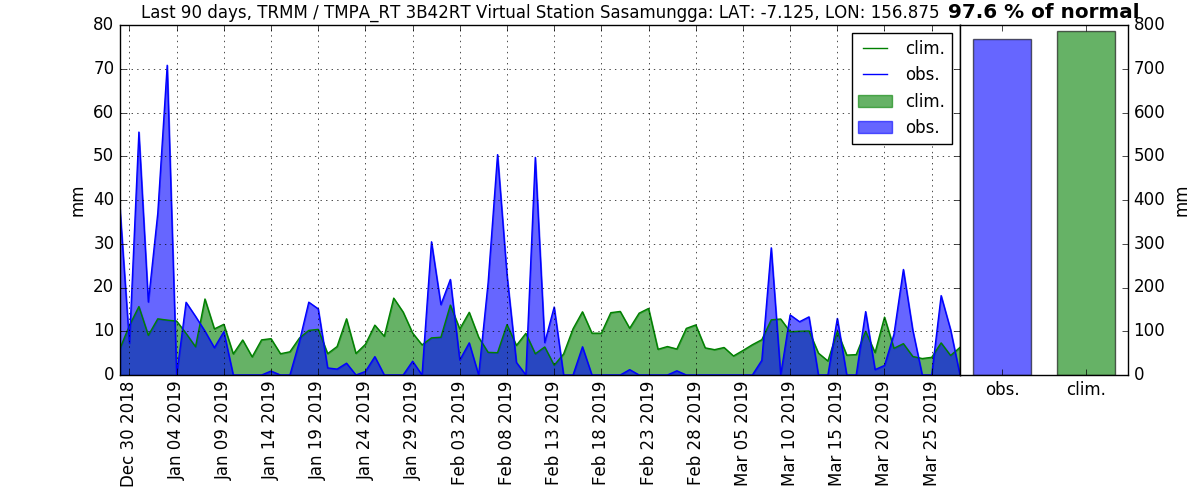 Last 90 days, TRMM / TMPA_RT 3B42RT Virtual Station Sasamungga: LAT: -7.125, LON: 156.875 97.6 % of normal
80
70
60
50
40
30
20
10
0
mm
clim.
obs.
clim.
obs.
800
700
600
500
400
300
200
100
0
mm
obs. clim.
Dec 30 2018
Jan 04 2019
Jan 09 2019
Jan 14 2019
Jan 19 2019
Jan 24 2019
Jan 29 2019
Feb 03 2019
Feb 08 2019
Feb 13 2019
Feb 18 2019
Feb 23 2019
Feb 28 2019
Mar 05 2019
Mar 10 2019
Mar 15 2019
Mar 20 2019
Mar 25 2019